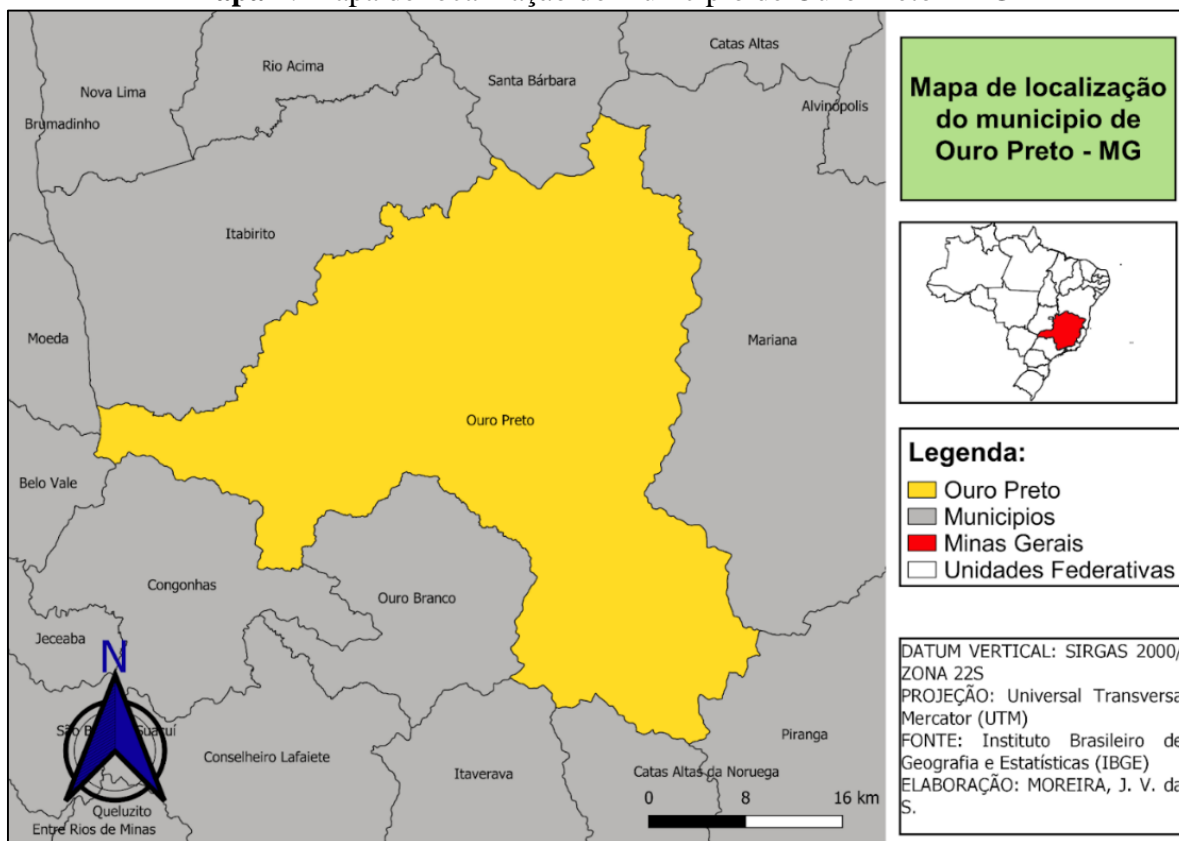 Catas Altas
Rio Acima
Santa Bárbara
Nova Lima
Alvinópolis
Brumadinho
Itabirito
Moeda
Mariana
Ouro Preto
Belo Vale
Congonhas
Ouro Branco
Jeceaba
N
Piranga
Conselheiro Lafaiete
Itaverava
Catas Altas da Noruega
Queluzito
Entre Rios de Minas
0 8 16 km
Mapa de localização
do municipio de
Ouro Preto - MG
Legenda:
Ouro Preto
Municipios
Minas Gerais
Unidades Federativas
DATUM VERTICAL: SIRGAS 2000/
ZONA 22S
PROJEÇÃO: Universal Transversa
Mercator (UTM)
FONTE: Instituto Brasileiro de
Geografia e Estatísticas (IBGE)
ELABORAÇÃO: MOREIRA, J. V. da
S.